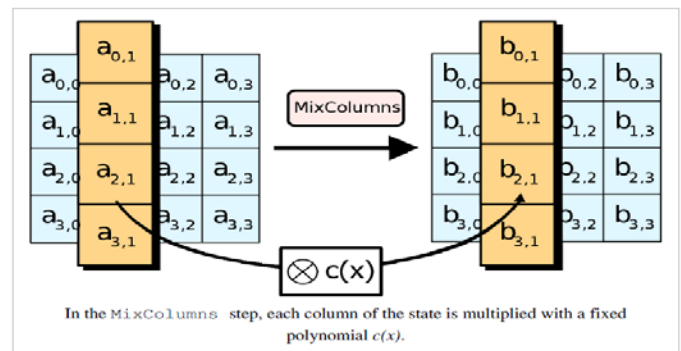 a0,1 b0,1
a0,0 a0,2 a0,3 b0,0 b0,2 b0,3
a1,1 MixColumns b1,1
a1,0 a1,2 a1,3 b1,0 b1,2 b1,3
a2,0 a2,1 a2,2 a2,3 b2,0 b2,1 b2,2 b2,3
a3,0 a3,2 a3,3 b3,0 b3,2 b3,3
a3,1 b3,1
⊗ c(x)
In the MixColumns step, each column of the state is multiplied with a fixed
polynomial c(x).